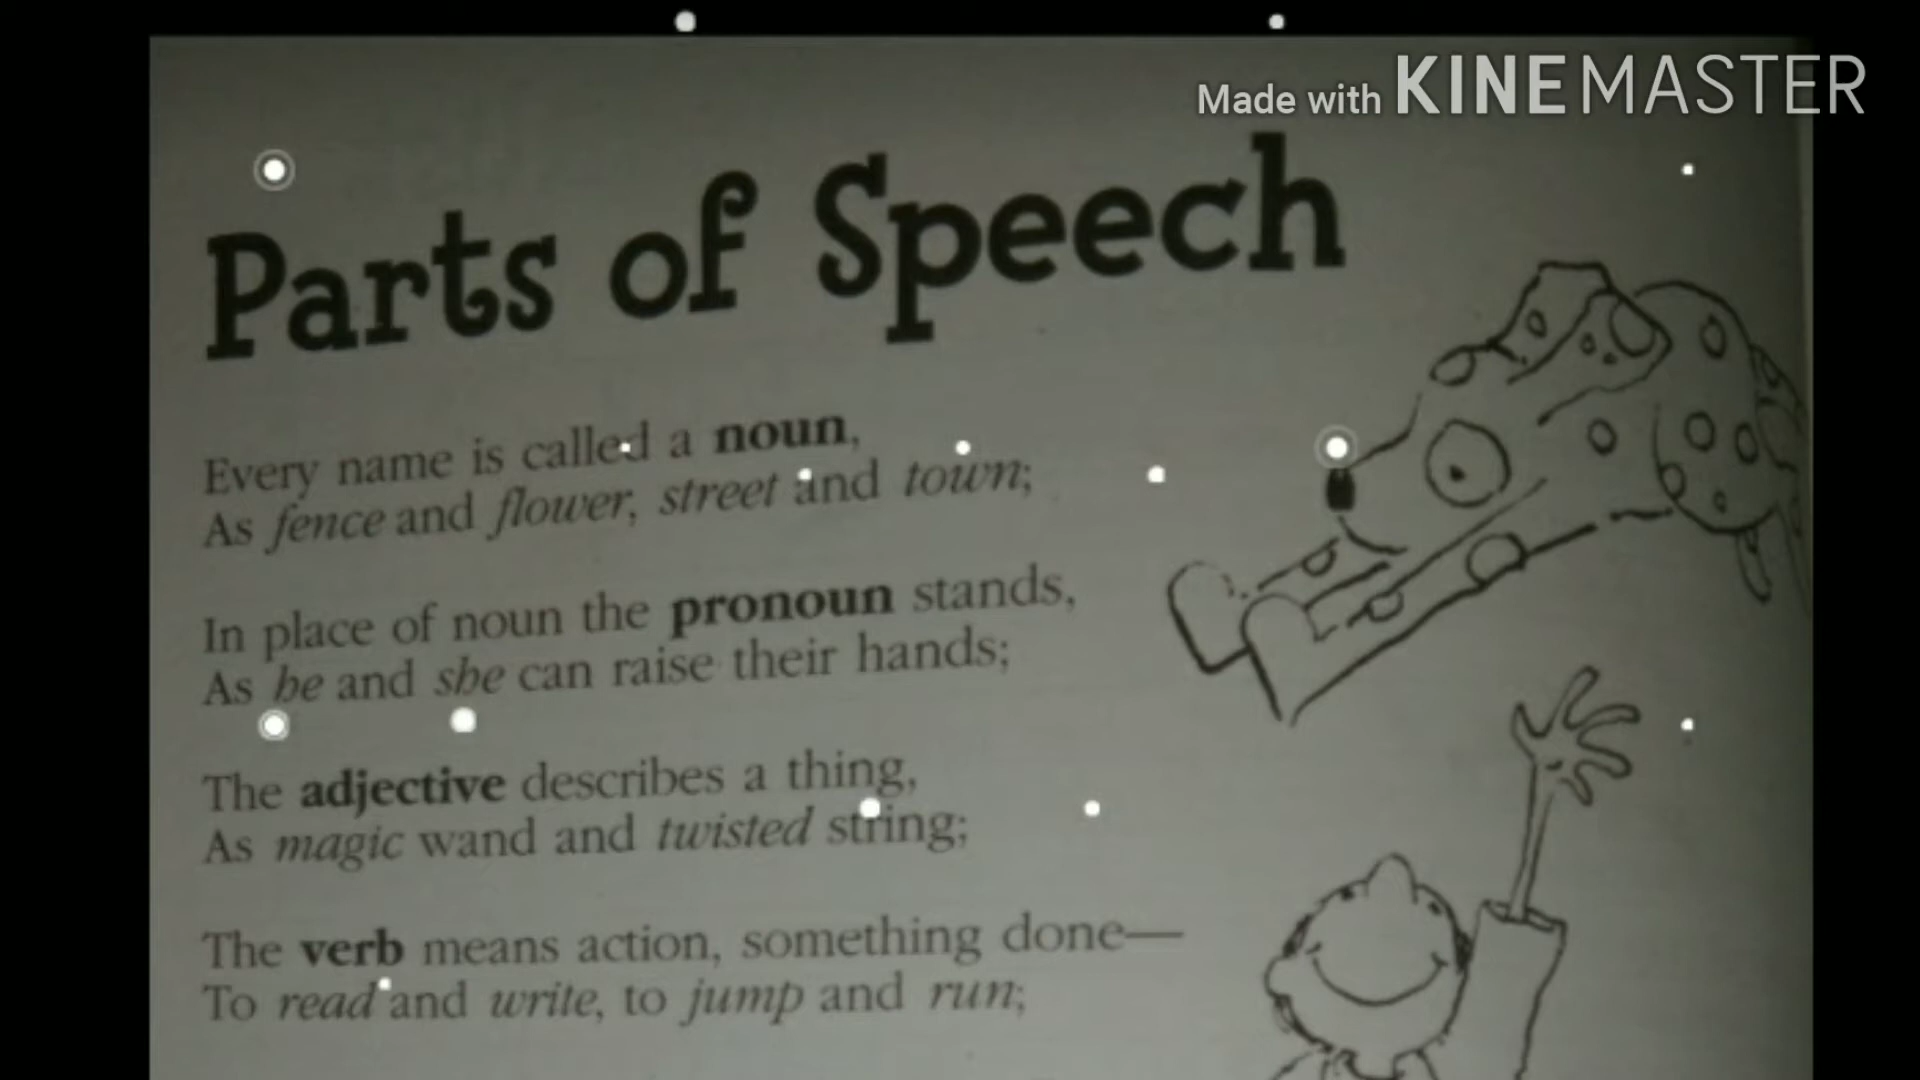 Made with KINEMASTER
Parts of Speech
Every name is called a noun,
As fence and flower, street and town;
In place of noun the pronoun stands,
As he and she can raise their hands;
The adjective describes a thing,
As magic wand and twisted string;
The verb means action, something done—
To read and write, to jump and run;